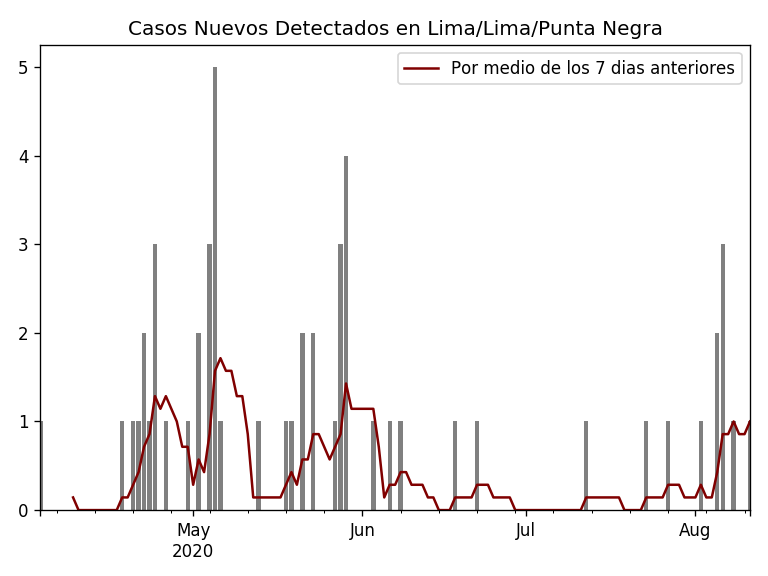 Casos Nuevos Detectados en Lima/Lima/Punta Negra
Por medio de los 7 dias anteriores
5
4
3
2
1
0
May
2020
Jun
Jul
Aug